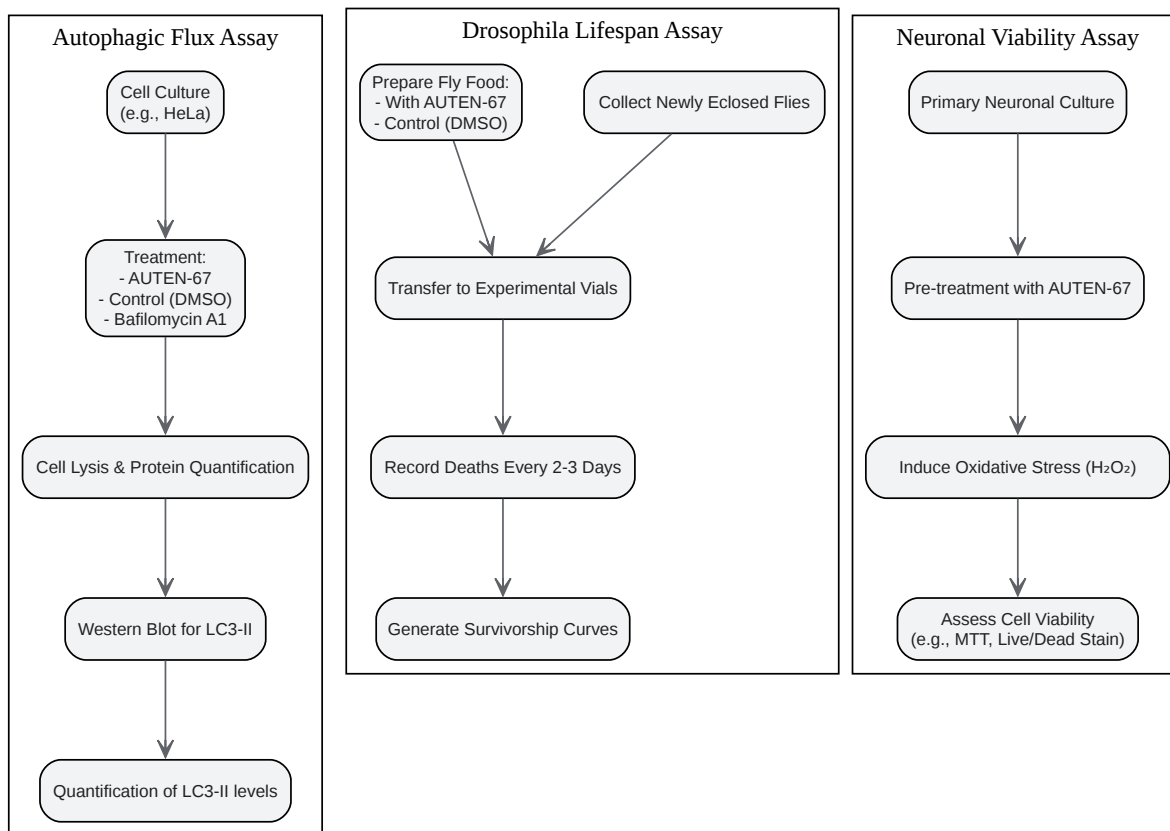 Autophagic Flux Assay
Cell Culture
(e.g., HeLa)
Treatment:
- AUTEN-67
- Control (DMSO)
- Bafilomycin A1
Cell Lysis & Protein Quantification
Western Blot for LC3-II
Quantification of LC3-II levels
Drosophila Lifespan Assay
Prepare Fly Food:
- With AUTEN-67
- Control (DMSO)
Collect Newly Eclosed Flies
Transfer to Experimental Vials
Record Deaths Every 2-3 Days
Generate Survivorship Curves
Neuronal Viability Assay
Primary Neuronal Culture
Pre-treatment with AUTEN-67
Induce Oxidative Stress (H₂O₂)
Assess Cell Viability
(e.g., MTT, Live/Dead Stain)